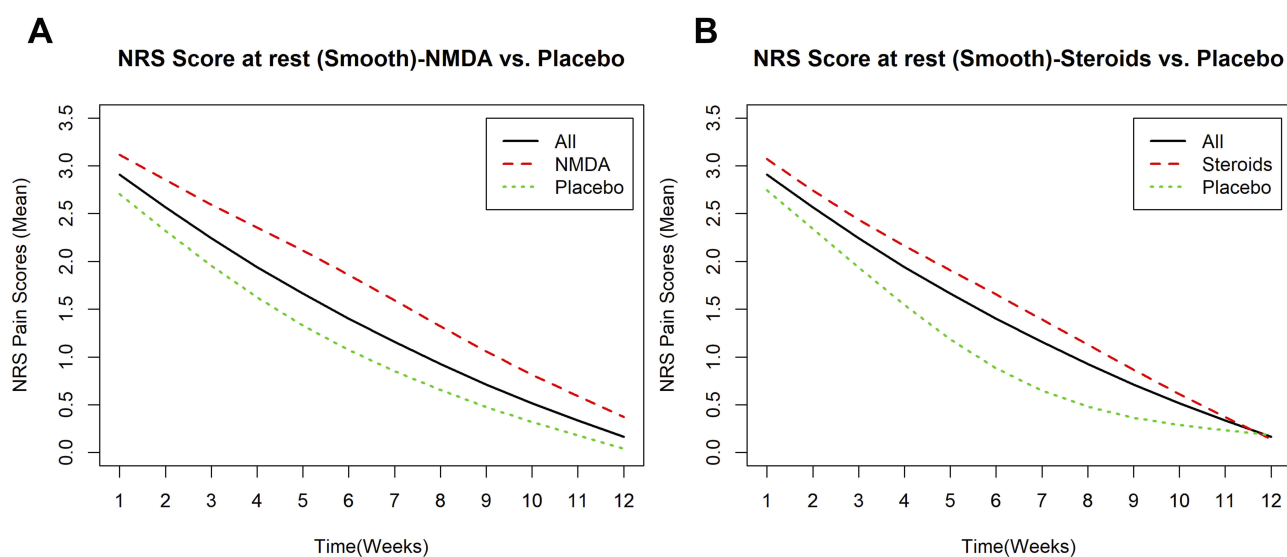 A
NRS Score at rest (Smooth)-NMDA vs. Placebo
NRS Pain Scores (Mean)
3.5
3.0
2.5
2.0
1.5
1.0
0.5
0.0
All
NMDA
Placebo
1 2 3 4 5 6 7 8 9 10 11 12
Time(Weeks)
B
NRS Score at rest (Smooth)-Steroids vs. Placebo
NRS Pain Scores (Mean)
3.5
3.0
2.5
2.0
1.5
1.0
0.5
0.0
All
Steroids
Placebo
1 2 3 4 5 6 7 8 9 10 11 12
Time(Weeks)